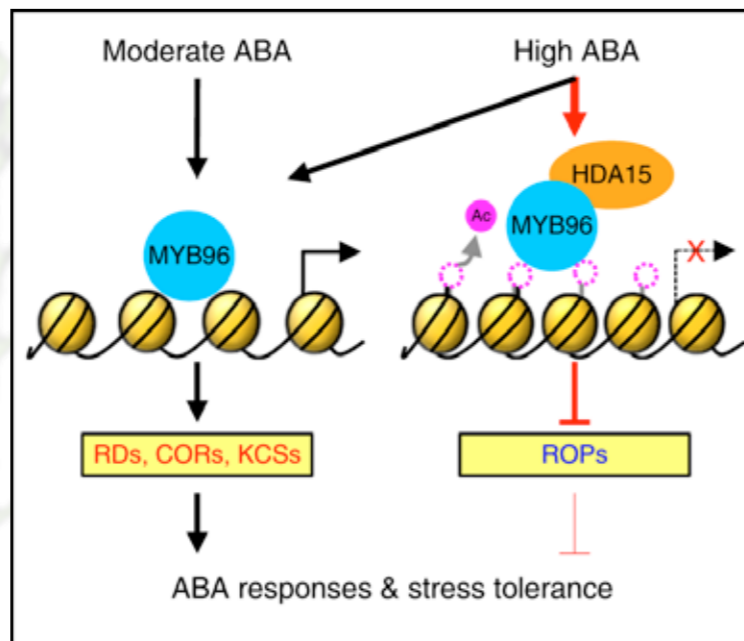 Moderate ABA
High ABA
HDA15
Ac
MYB96
MYB96
X
RDs, CORs, KCSs
ROPs
ABA responses & stress tolerance